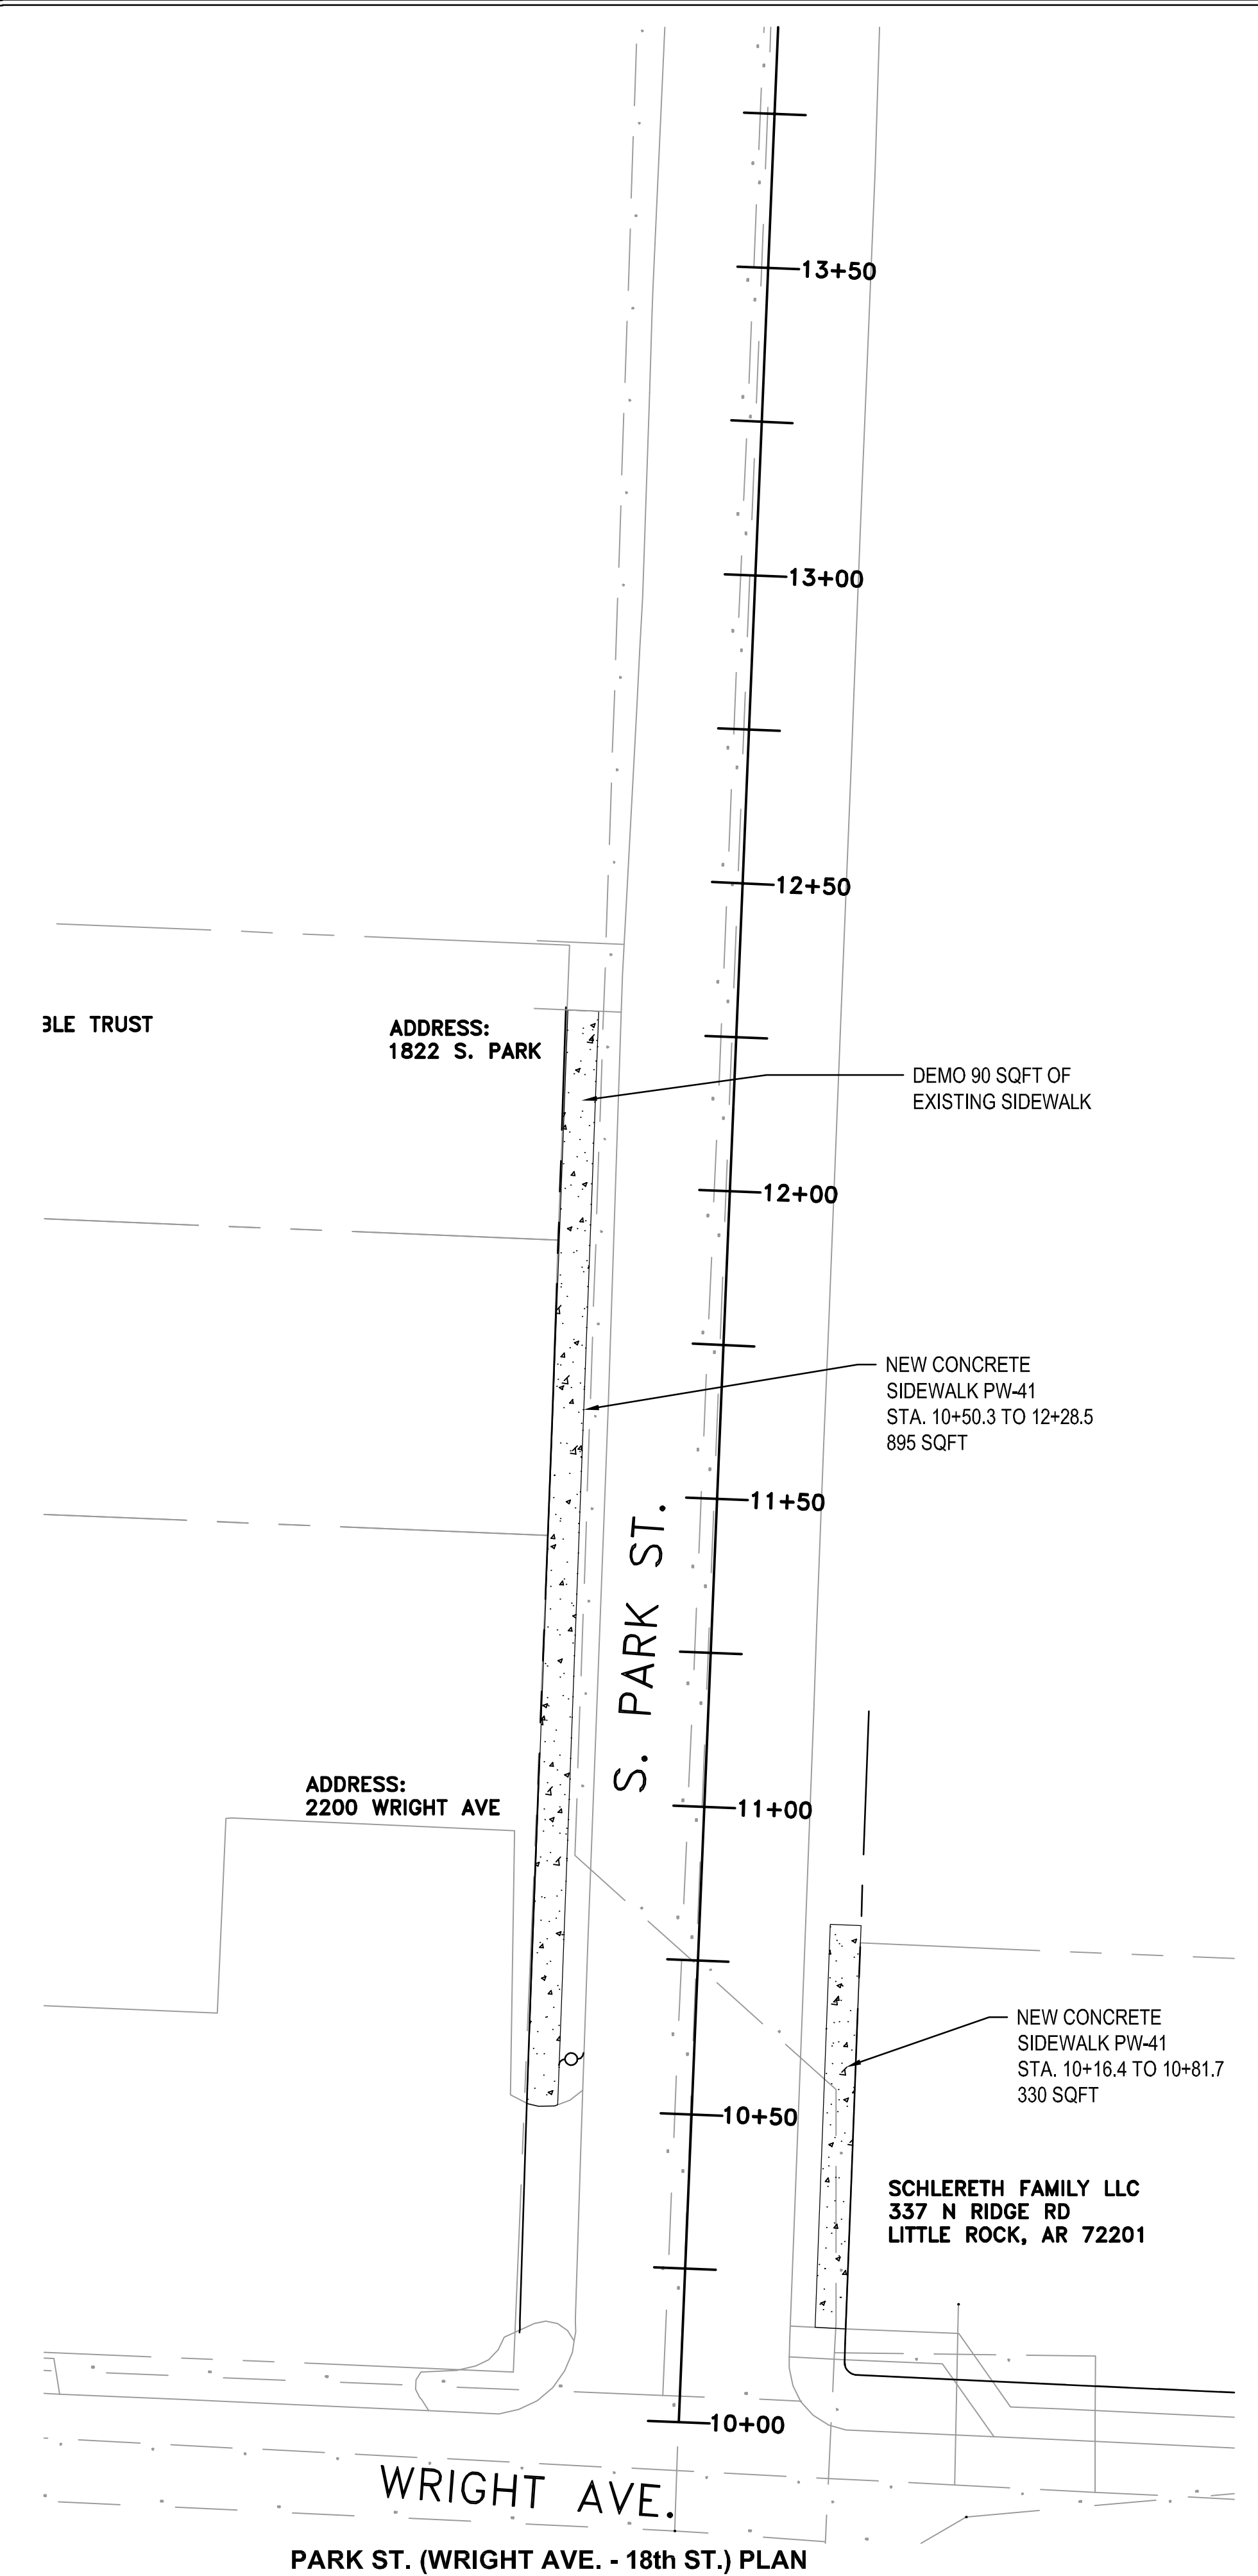 13+50
13+00
12+50
BLE TRUST
ADDRESS:
1822 S. PARK
DEMO 90 SQFT OF
EXISTING SIDEWALK
12+00
NEW CONCRETE
SIDEWALK PW-41
STA. 10+50.3 TO 12+28.5
895 SQFT
11+50
S. PARK ST.
ADDRESS:
2200 WRIGHT AVE
11+00
NEW CONCRETE
SIDEWALK PW-41
STA. 10+16.4 TO 10+81.7
330 SQFT
10+50
SCHLERETH FAMILY LLC
337 N RIDGE RD
LITTLE ROCK, AR 72201
10+00
WRIGHT AVE.
PARK ST. (WRIGHT AVE. - 18th ST.) PLAN